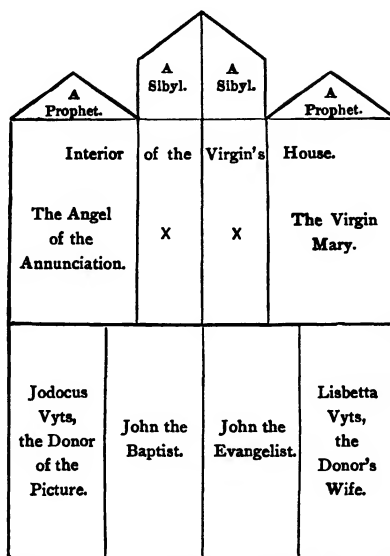 A Sibyl.
A Sibyl.
A Prophet.
A Prophet.
Interior of the Virgin's House.
The Angel
of the
Annunciation.
X
X
The Virgin
Mary.
Jodocus
Vyts,
the Donor
of the
Picture.
John the
Baptist.
John the
Evangelist.
Lisbetta
Vyts,
the
Donor's
Wife.